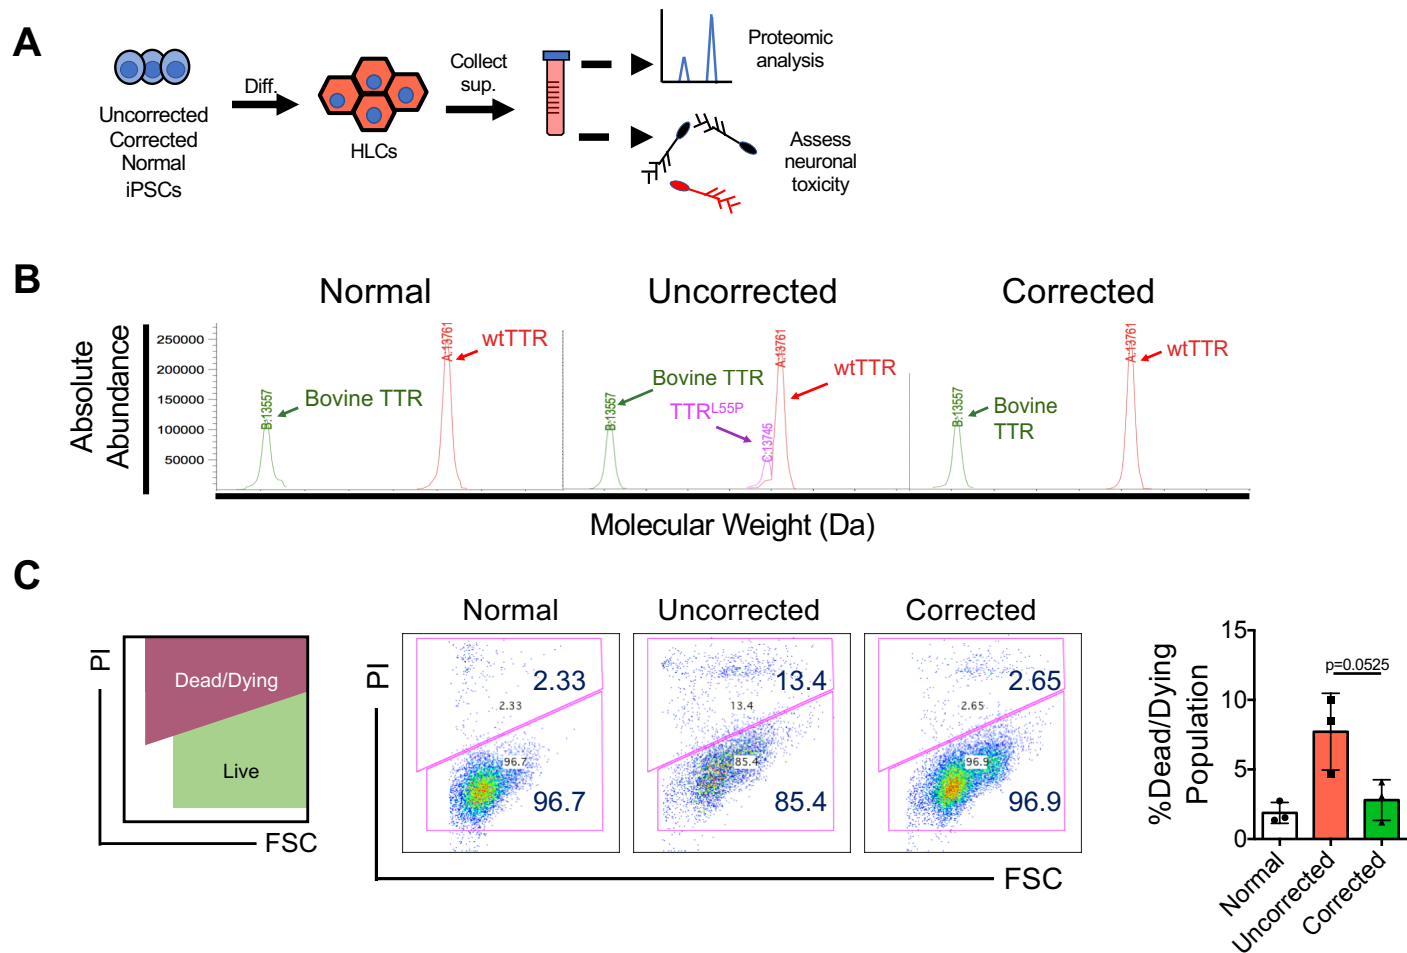 A
Uncorrected
Corrected
Normal
iPSCs
Diff.
HLCs
Collect
sup.
Proteomic
analysis
Assess
neuronal
toxicity
B
Normal
Uncorrected
Corrected
Absolute
Abundance
250000
200000
150000
100000
50000
B:13557
Bovine TTR
A:13761
wtTTR
B:13557
Bovine TTR
TTRL55P
C:13745
A:13761
wtTTR
B:13557
Bovine
TTR
A:13761
wtTTR
Molecular Weight (Da)
C
PI
Dead/Dying
Live
FSC
PI
Normal
Uncorrected
Corrected
2.33
2.33
96.7
96.7
13.4
13.4
85.4
85.4
2.65
2.65
96.9
96.9
FSC
%Dead/Dying
Population
15
10
5
0
p=0.0525
Normal
Uncorrected
Corrected